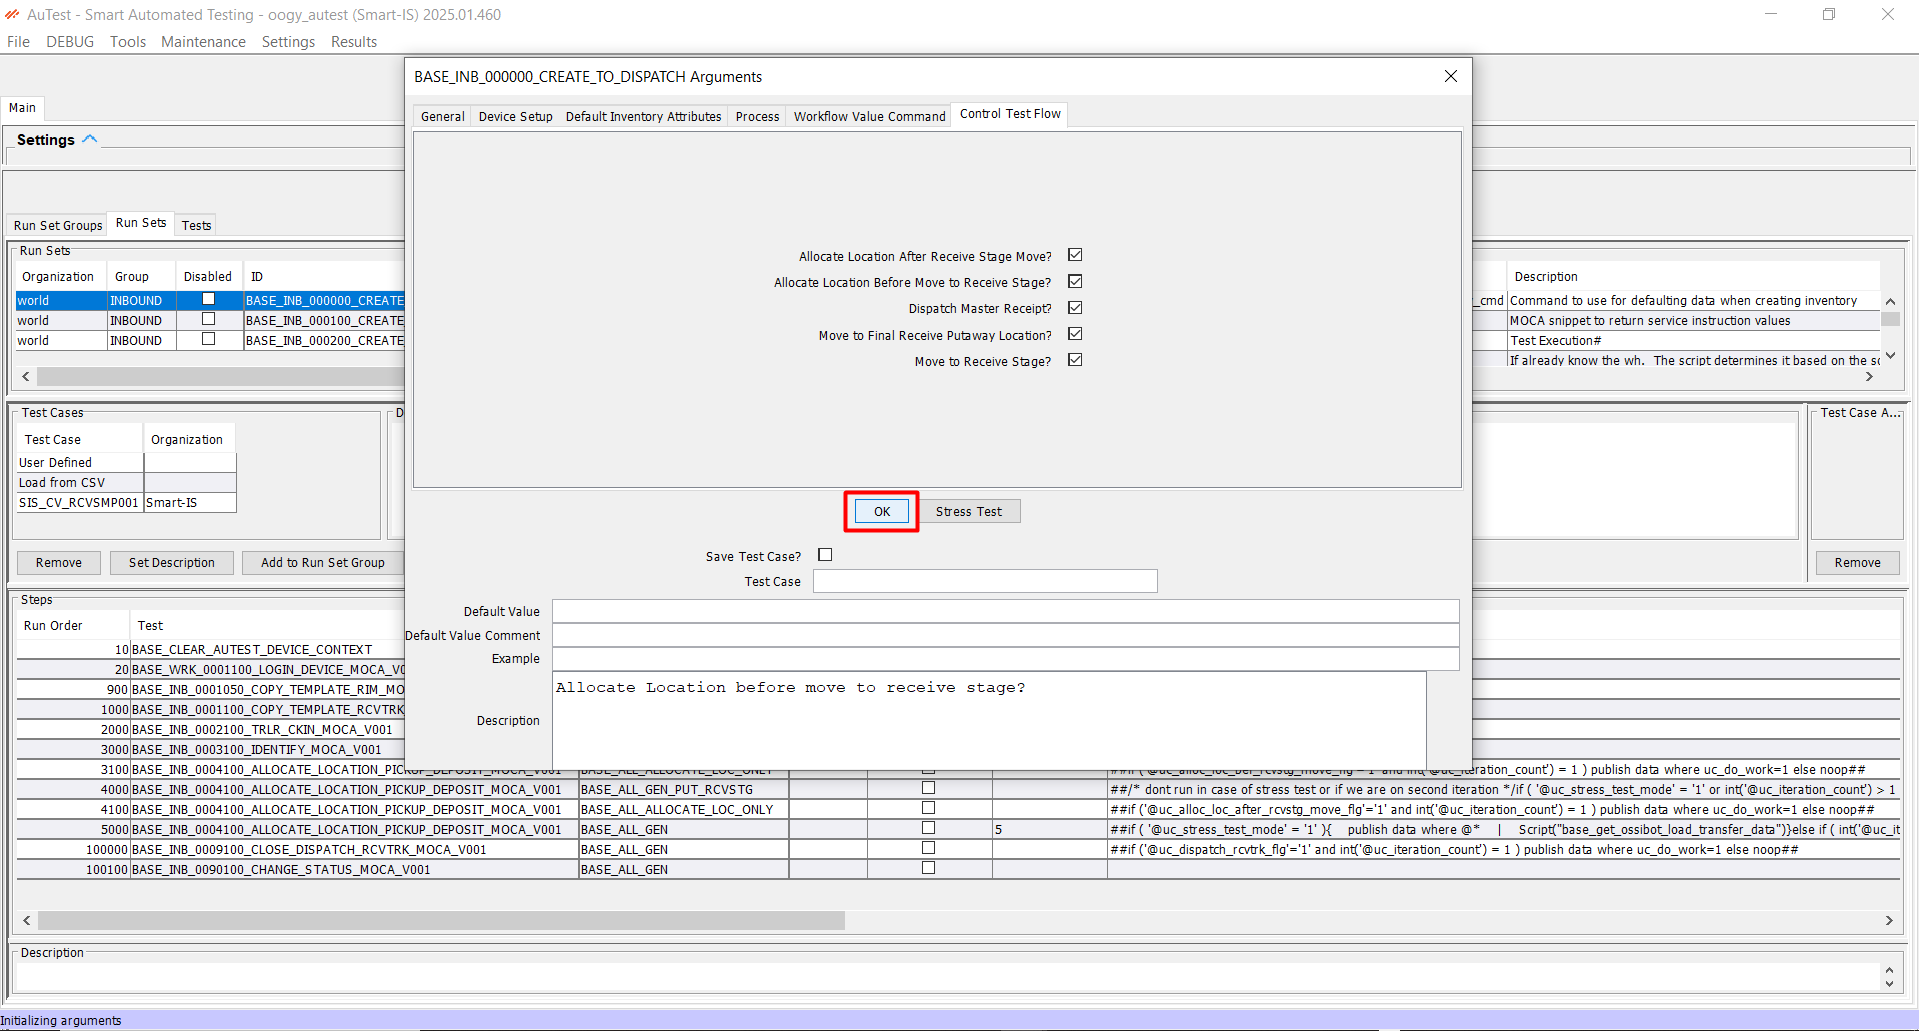 AuTest - Smart Automated Testing - oogy_autest (Smart-IS) 2025.01.460
File DEBUG Tools Maintenance Settings Results
BASE_INB_000000_CREATE_TO_DISPATCH Arguments
Main
General Device Setup Default Inventory Attributes Process Workflow Value Command Control Test Flow
Settings
Run Set Groups Run Sets Tests
Run Sets
Organization Group Disabled ID Description
world INBOUND BASE_INB_000000_CREATE _cmd Command to use for defaulting data when creating inventory
world INBOUND BASE_INB_000100_CREATE MOCA snippet to return service instruction values
world INBOUND BASE_INB_000200_CREATE Test Execution#
If already know the wh. The script determines it based on the sc
Allocate Location After Receive Stage Move?
Allocate Location Before Move to Receive Stage?
Dispatch Master Receipt?
Move to Final Receive Putaway Location?
Move to Receive Stage?
Test Cases D Test Case A...
Test Case Organization
User Defined
Load from CSV
SIS_CV_RCVSMP001 Smart-IS
OK Stress Test
Remove Set Description Add to Run Set Group Remove
Save Test Case?
Test Case
Default Value
Default Value Comment
Example
Description Allocate Location before move to receive stage?
Steps
Run Order Test
10 BASE_CLEAR_AUTEST_DEVICE_CONTEXT
20 BASE_WRK_0001100_LOGIN_DEVICE_MOCA_V0
900 BASE_INB_0001050_COPY_TEMPLATE_RIM_MO
1000 BASE_INB_0001100_COPY_TEMPLATE_RCVTRK
2000 BASE_INB_0002100_TRLR_CKIN_MOCA_V001
3000 BASE_INB_0003100_IDENTIFY_MOCA_V001
3100 BASE_INB_0004100_ALLOCATE_LOCATION_PICKUP_DEPOSIT_MOCA_V001 BASE_ALL_ALLOCATE_LOC_ONLY ##if ( '@uc_alloc_loc_bef_rcvstg_move_flg'='1' and int('@uc_iteration_count') = 1 ) publish data where uc_do_work=1 else noop##
4000 BASE_INB_0004100_ALLOCATE_LOCATION_PICKUP_DEPOSIT_MOCA_V001 BASE_ALL_GEN_PUT_RCVSTG ##/* dont run in case of stress test or if we are on second iteration */if ( '@uc_stress_test_mode' = '1' or int('@uc_iteration_count') > 1
4100 BASE_INB_0004100_ALLOCATE_LOCATION_PICKUP_DEPOSIT_MOCA_V001 BASE_ALL_ALLOCATE_LOC_ONLY ##if ('@uc_alloc_loc_after_rcvstg_move_flg'='1' and int('@uc_iteration_count') = 1 ) publish data where uc_do_work=1 else noop##
5000 BASE_INB_0004100_ALLOCATE_LOCATION_PICKUP_DEPOSIT_MOCA_V001 BASE_ALL_GEN 5 ##if ( '@uc_stress_test_mode' = '1' ){ publish data where @* | Script("base_get_ossibot_load_transfer_data")}else if ( int('@uc_it
100000 BASE_INB_0009100_CLOSE_DISPATCH_RCVTRK_MOCA_V001 BASE_ALL_GEN ##if ('@uc_dispatch_rcvtrk_flg'='1' and int('@uc_iteration_count') = 1 ) publish data where uc_do_work=1 else noop##
100100 BASE_INB_0090100_CHANGE_STATUS_MOCA_V001 BASE_ALL_GEN
Description
Initializing arguments